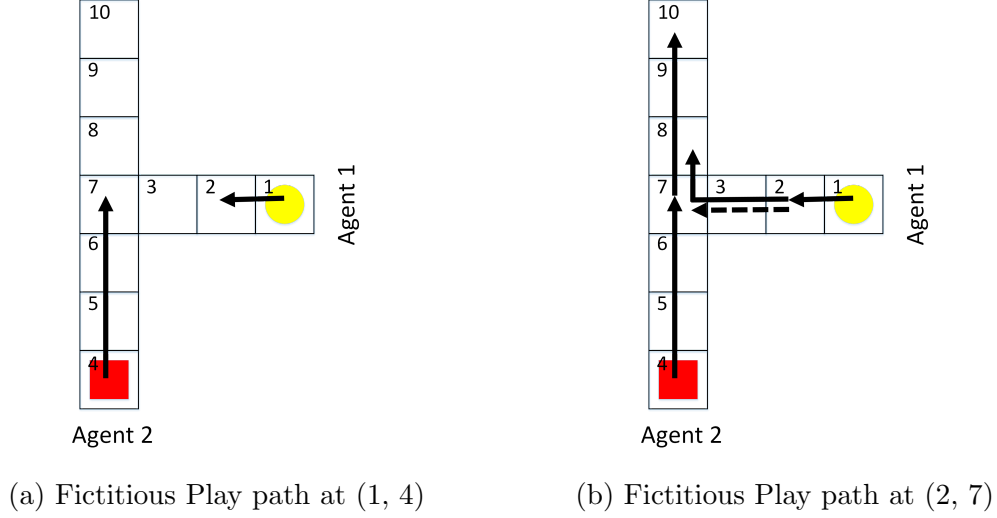 10
9
8
7 3 2 1
6
5
4
Agent 1
Agent 2
(a) Fictitious Play path at (1, 4)
10
9
8
7 3 2 1
6
5
4
Agent 1
Agent 2
(b) Fictitious Play path at (2, 7)